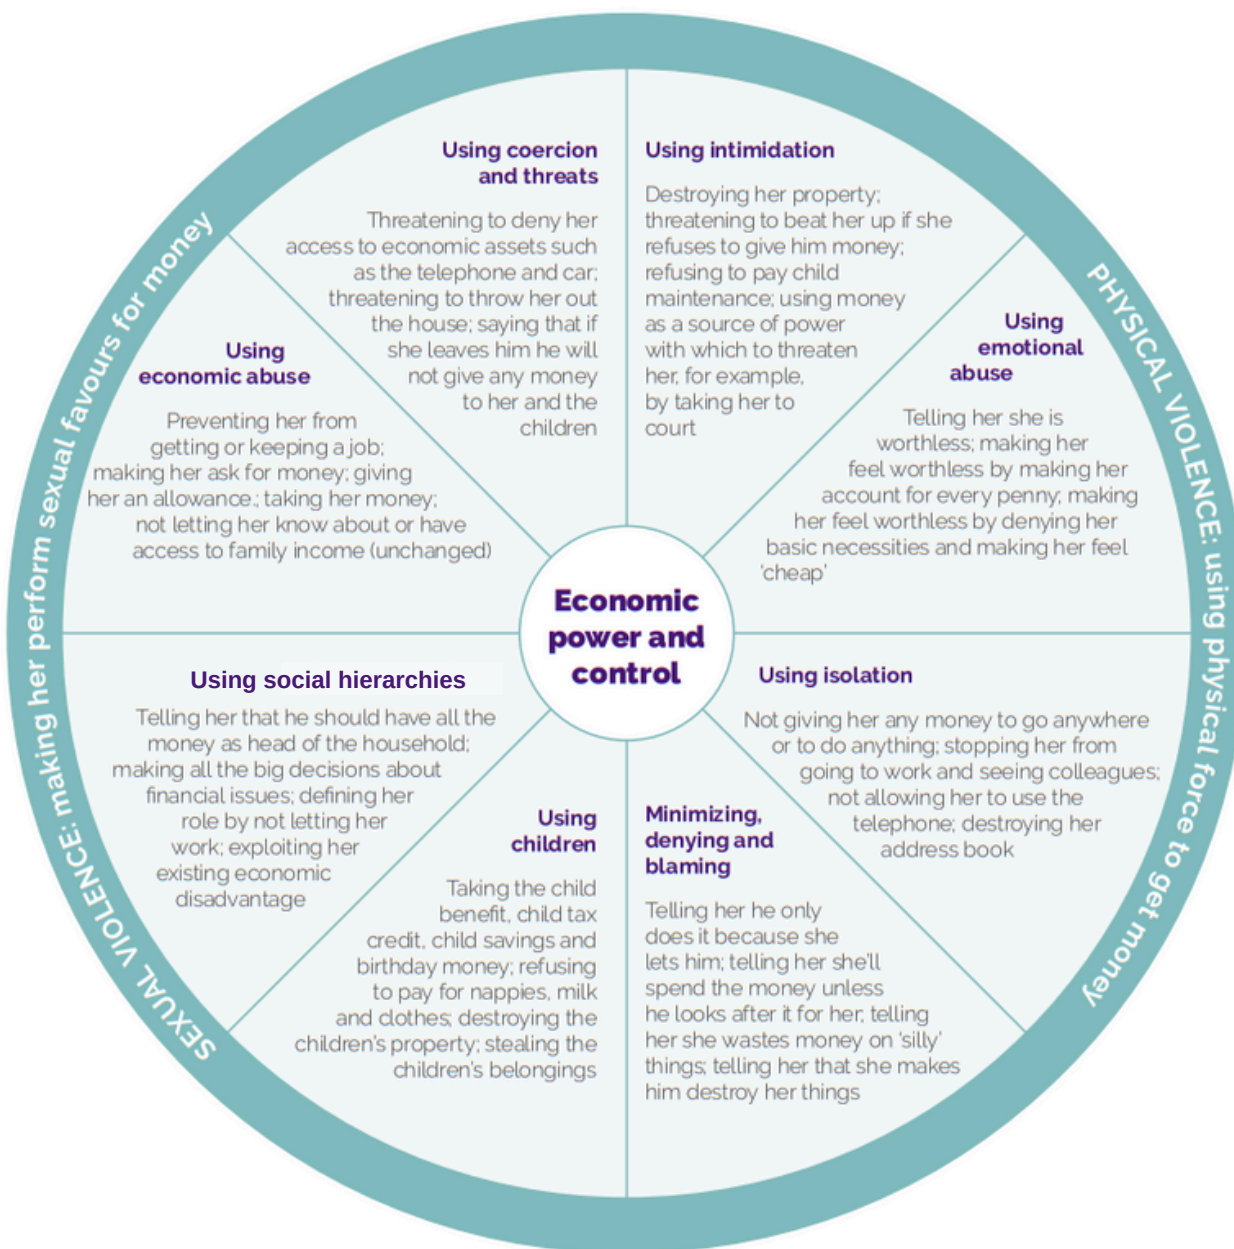 Using coercion
and threats
Threatening to deny her
access to economic assets such
as the telephone and car;
threatening to throw her out
the house; saying that if
she leaves him he will
not give any money
to her and the
children
Using intimidation
Destroying her property;
threatening to beat her up if she
refuses to give him money;
refusing to pay child
maintenance; using money
as a source of power
with which to threaten
her, for example,
by taking her to
court
Using
emotional
abuse
Telling her she is
worthless; making her
feel worthless by making her
account for every penny; making
her feel worthless by denying her
basic necessities and making her feel
‘cheap’
Using isolation
Not giving her any money to go anywhere
or to do anything; stopping her from
going to work and seeing colleagues;
not allowing her to use the
telephone; destroying her
address book
Minimizing,
denying and
blaming
Telling her he only
does it because she
lets him; telling her she’ll
spend the money unless
he looks after it for her; telling
her she wastes money on ‘silly’
things; telling her that she makes
him destroy her things
Using
children
Taking the child
benefit, child tax
credit, child savings and
birthday money; refusing
to pay for nappies, milk
and clothes; destroying the
children’s property; stealing the
children’s belongings
Using social hierarchies
Telling her that he should have all the
money as head of the household;
making all the big decisions about
financial issues; defining her
role by not letting her
work; exploiting her
existing economic
disadvantage
Using
economic abuse
Preventing her from
getting or keeping a job;
making her ask for money; giving
her an allowance.; taking her money;
not letting her know about or have
access to family income (unchanged)
Economic
power and
control
SEXUAL VIOLENCE: making her perform sexual favours for money
PHYSICAL VIOLENCE: using physical force to get money